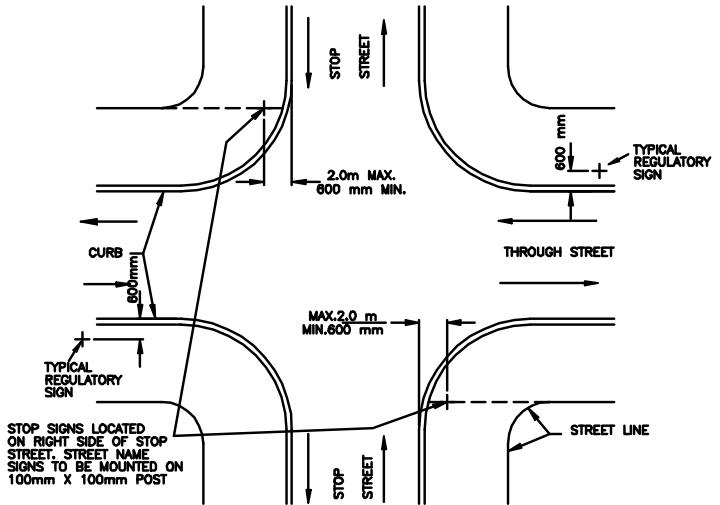 STOP
STREET
600 mm
TYPICAL
REGULATORY
SIGN
2.0m MAX.
600 mm MIN.
CURB
THROUGH STREET
600mm
MAX.2.0 m
MIN.600 mm
TYPICAL
REGULATORY
SIGN
STOP SIGNS LOCATED
ON RIGHT SIDE OF STOP
STREET. STREET NAME
SIGNS TO BE MOUNTED ON
100mm X 100mm POST
STREET LINE
STOP
STREET